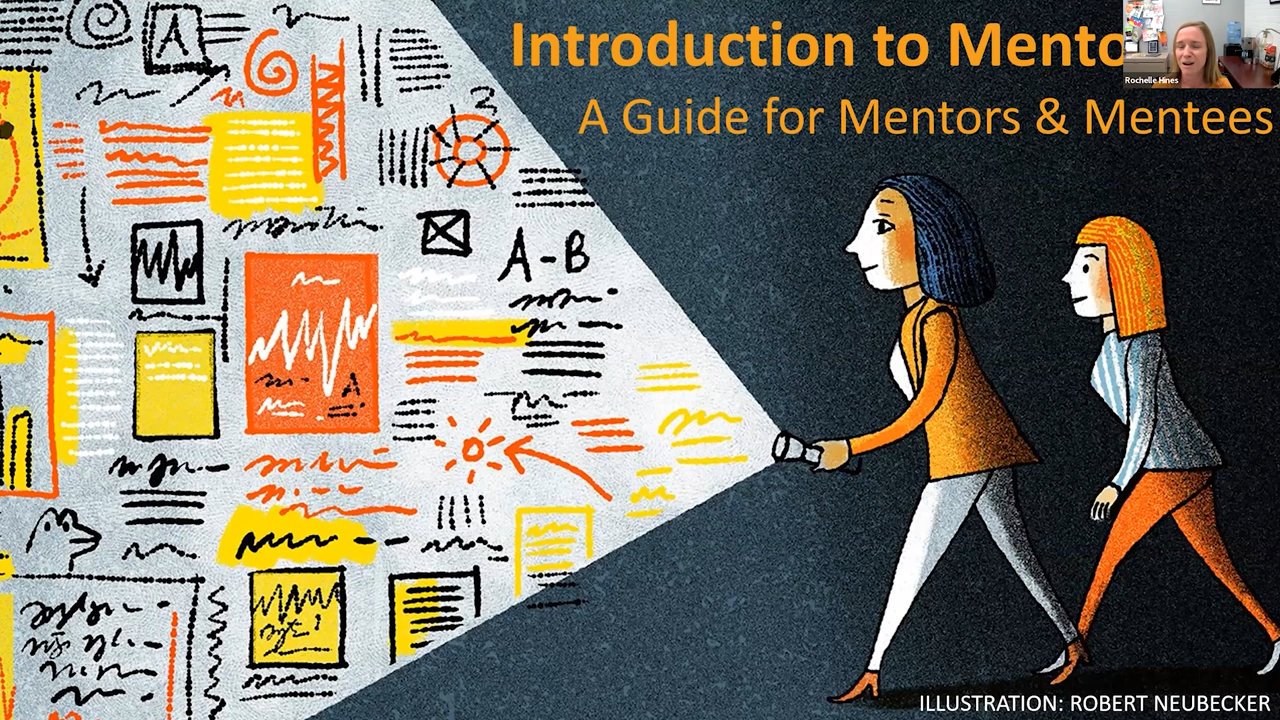 Introduction to Mento
Rochelle Hines
A Guide for Mentors & Mentees
A
A-B
A
ILLUSTRATION: ROBERT NEUBECKER